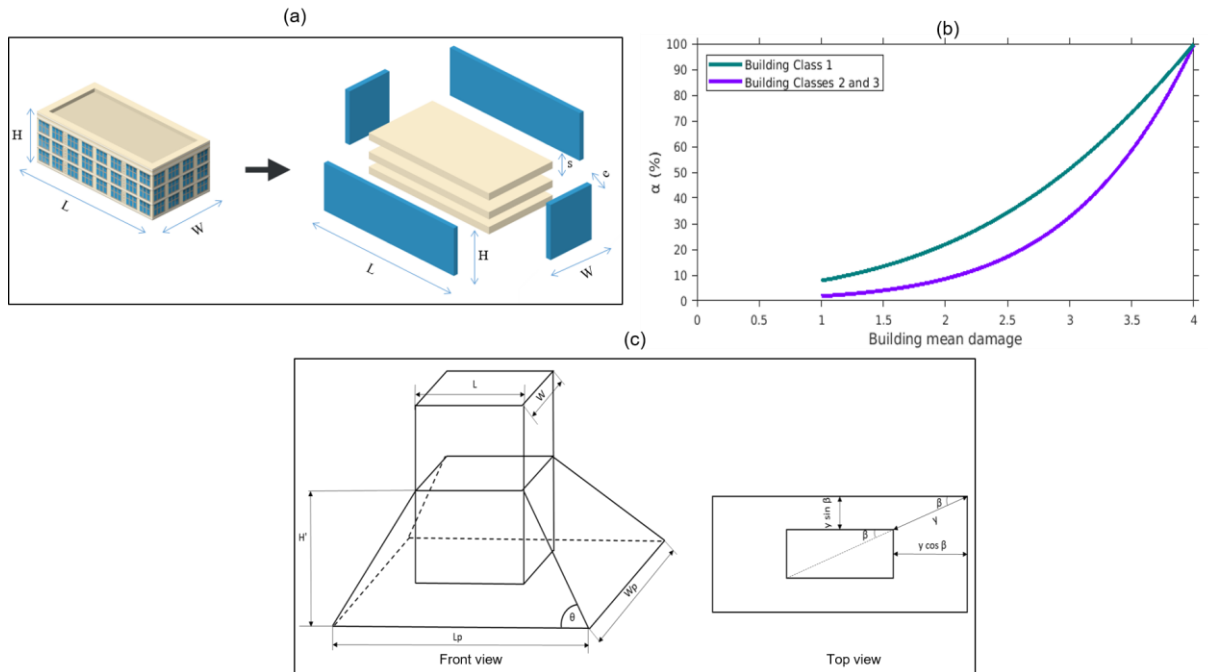 (a)
H
L
W
s
e
H
L
W
(b)
100
90
80
70
60
50
40
30
20
10
0
α (%)
Building Class 1
Building Classes 2 and 3
0 0.5 1 1.5 2 2.5 3 3.5 4
Building mean damage
(c)
L
W
H'
θ
Wp
Lp
Front view
y sin β
β
y
β
y cos β
Top view